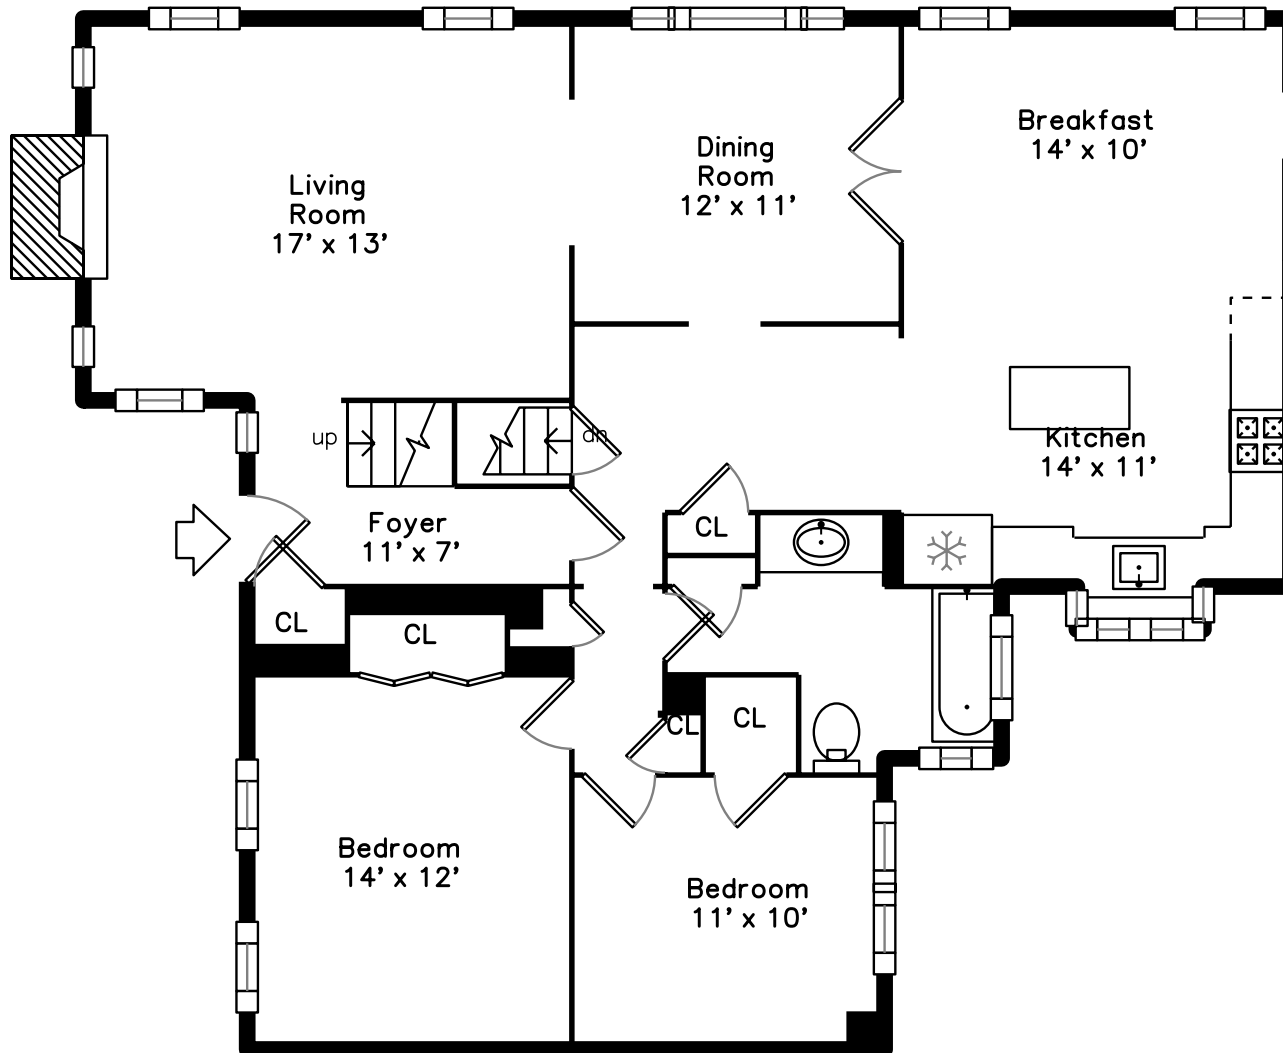 Breakfast
14' x 10'
Dining
Room
12' x 11'
Living
Room
17' x 13'
up
dn
Kitchen
14' x 11'
Foyer
11' x 7'
CL
CL
CL
CL
CL
Bedroom
14' x 12'
Bedroom
11' x 10'